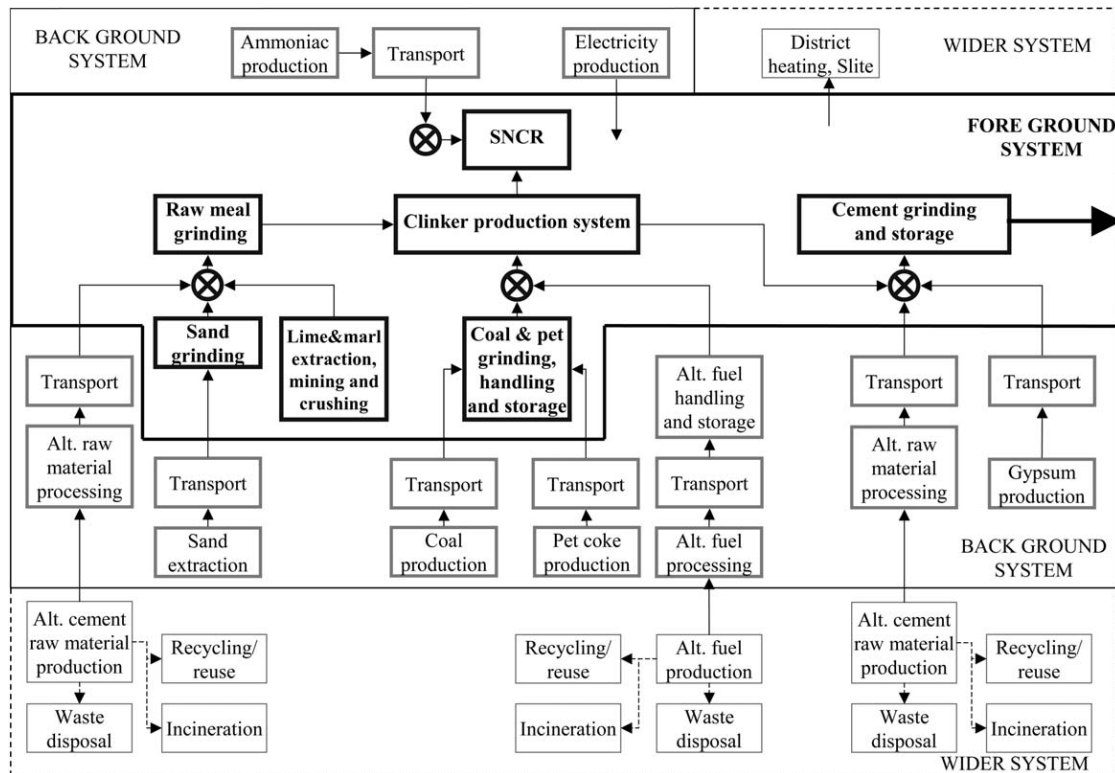 BACK GROUND
SYSTEM
Ammoniac
production
Transport
Electricity
production
District
heating, Slite
WIDER SYSTEM
FORE GROUND
SYSTEM
SNCR
Raw meal
grinding
Clinker production system
Cement grinding
and storage
Sand
grinding
Lime&marl
extraction,
mining and
crushing
Coal & pet
grinding,
handling
and storage
Transport
Alt. fuel
handling
and storage
Transport
Transport
Alt. raw
material
processing
Alt. raw
material
processing
Transport
Transport
Transport
Transport
Gypsum
production
Sand
extraction
Coal
production
Pet coke
production
Alt. fuel
processing
BACK GROUND
SYSTEM
Alt. cement
raw material
production
Recycling/
reuse
Recycling/
reuse
Alt. fuel
production
Alt. cement
raw material
production
Recycling/
reuse
Waste
disposal
Incineration
Incineration
Waste
disposal
Waste
disposal
Incineration
WIDER SYSTEM